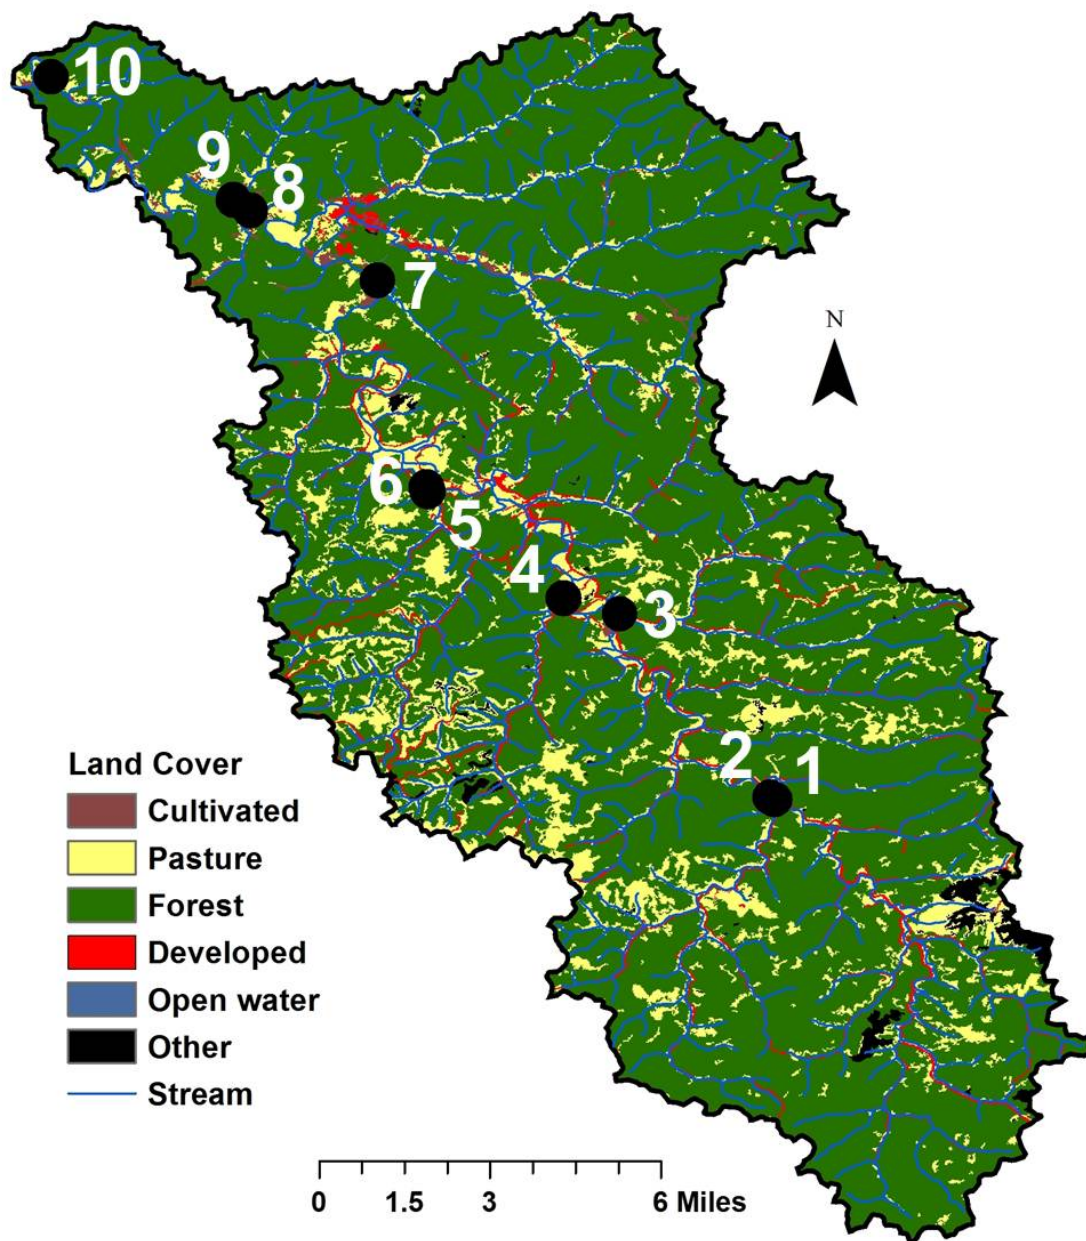 10
9
8
7
N
6
5
4
3
2
1
Land Cover
Cultivated
Pasture
Forest
Developed
Open water
Other
Stream
0 1.5 3 6 Miles